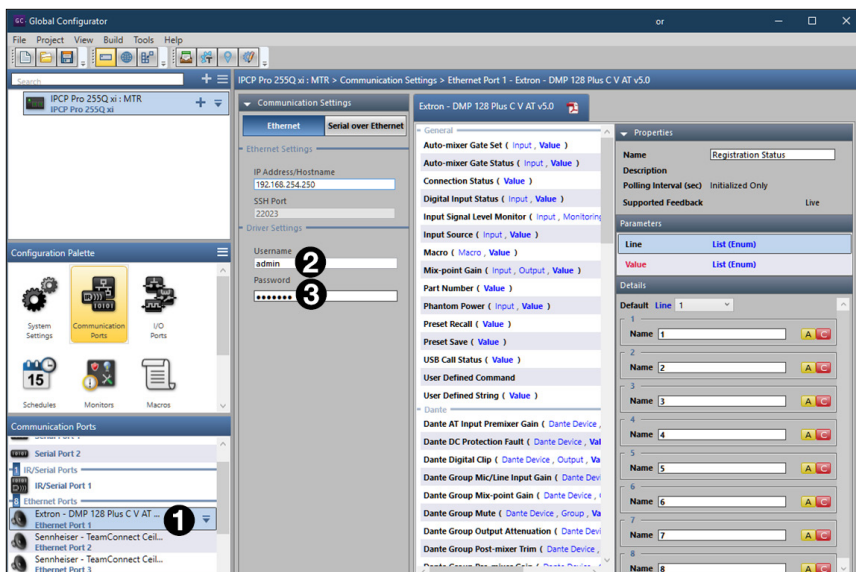 GC Global Configurator
or
File Project View Build Tools Help
Search
IPCP Pro 255Q xi : MTR
IPCP Pro 255Q xi
IPCP Pro 255Q xi : MTR > Communication Settings > Ethernet Port 1 - Extron - DMP 128 Plus C V AT v5.0
Communication Settings
Ethernet Serial over Ethernet
Ethernet Settings
IP Address/Hostname
192.168.254.250
SSH Port
22023
Driver Settings
Username
admin
2
Password
3
Configuration Palette
System Settings
Communication Ports
I/O Ports
15
Schedules
Monitors
Macros
Communication Ports
Serial Port 2
1 IR/Serial Ports
IR/Serial Port 1
8 Ethernet Ports
Extron - DMP 128 Plus C V AT ...
Ethernet Port 1
1
Sennheiser - TeamConnect Ceil...
Ethernet Port 2
Sennheiser - TeamConnect Ceil...
Ethernet Port 3
Extron - DMP 128 Plus C V AT v5.0
General
Auto-mixer Gate Set ( Input , Value )
Auto-mixer Gate Status ( Input , Value )
Connection Status ( Value )
Digital Input Status ( Input , Value )
Input Signal Level Monitor ( Input , Monitoring
Input Source ( Input , Value )
Macro ( Macro , Value )
Mix-point Gain ( Input , Output , Value )
Part Number ( Value )
Phantom Power ( Input , Value )
Preset Recall ( Value )
Preset Save ( Value )
USB Call Status ( Value )
User Defined Command
User Defined String ( Value )
Dante
Dante AT Input Premixer Gain ( Dante Device ,
Dante DC Protection Fault ( Dante Device , Val
Dante Digital Clip ( Dante Device , Output , Va
Dante Group Mic/Line Input Gain ( Dante Devi
Dante Group Mix-point Gain ( Dante Device ,
Dante Group Mute ( Dante Device , Group , Va
Dante Group Output Attenuation ( Dante Devi
Dante Group Post-mixer Trim ( Dante Device ,
Properties
Name Registration Status
Description
Polling Interval (sec) Initialized Only
Supported Feedback Live
Parameters
Line List (Enum)
Value List (Enum)
Details
Default Line 1
1
Name 1 A C
2
Name 2 A C
3
Name 3 A C
4
Name 4 A C
5
Name 5 A C
6
Name 6 A C
7
Name 7 A C
8
Name 8 A C